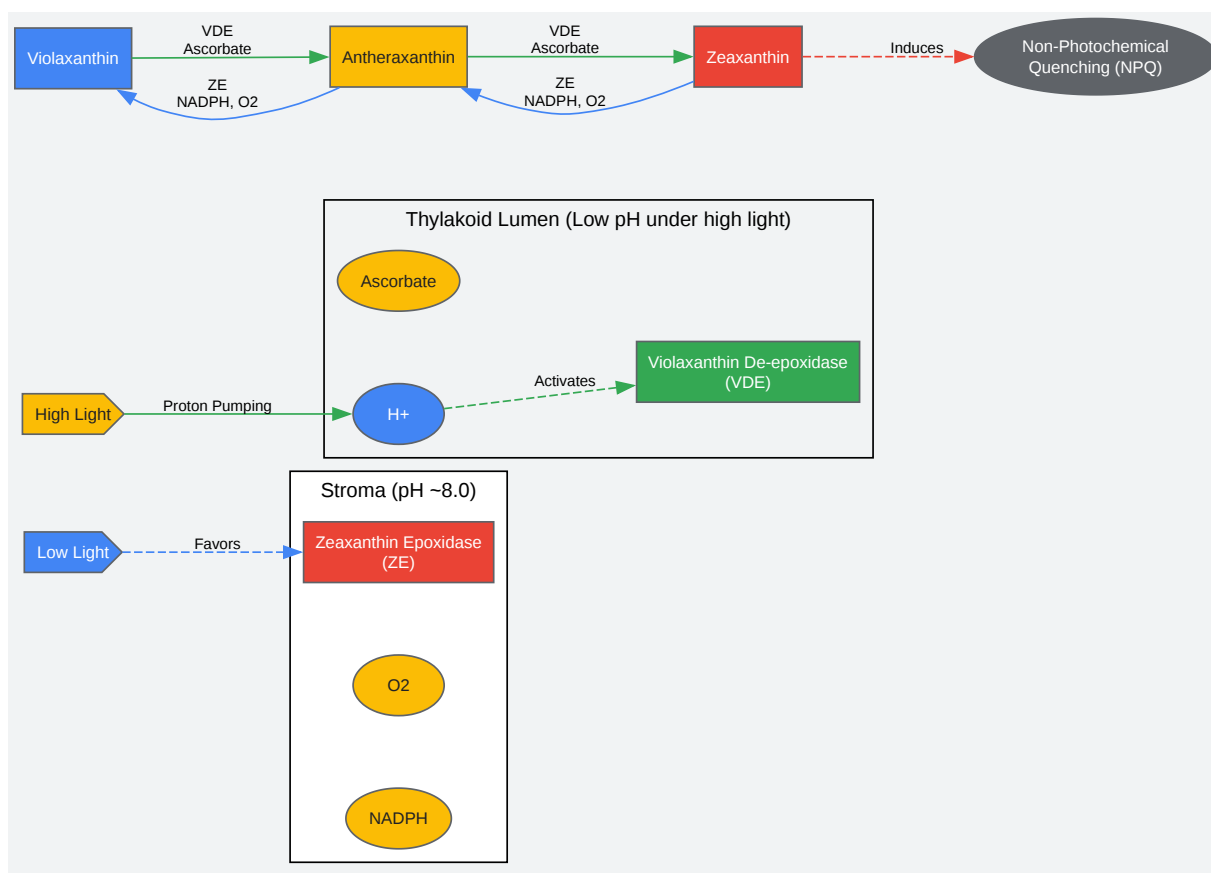 Violaxanthin
VDE
Ascorbate
ZE
NADPH, O2
Antheraxanthin
VDE
Ascorbate
ZE
NADPH, O2
Zeaxanthin
Induces
Non-Photochemical
Quenching (NPQ)
Thylakoid Lumen (Low pH under high light)
Ascorbate
Violaxanthin De-epoxidase
(VDE)
High Light
Proton Pumping
H+
Activates
Stroma (pH ~8.0)
Low Light
Favors
Zeaxanthin Epoxidase
(ZE)
O2
NADPH